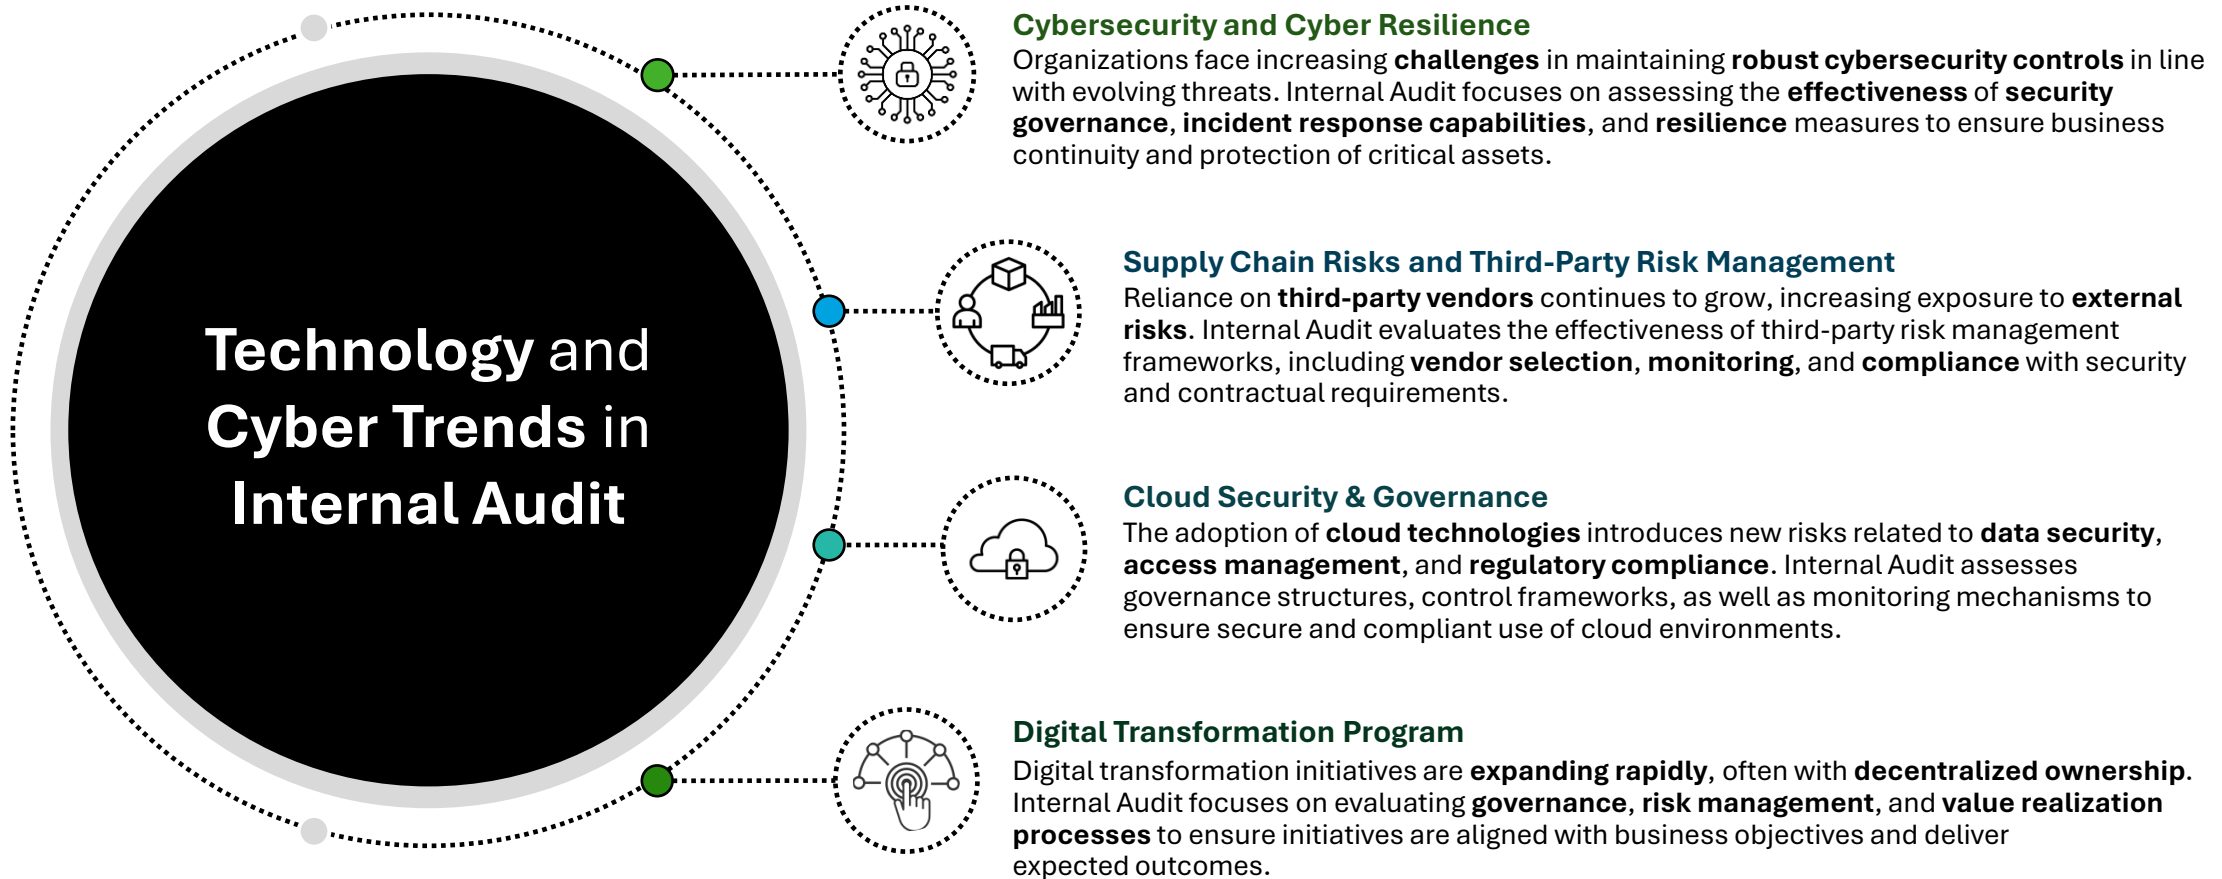 Technology and
Cyber Trends in
Internal Audit
Cybersecurity and Cyber Resilience
Organizations face increasing challenges in maintaining robust cybersecurity controls in line
with evolving threats. Internal Audit focuses on assessing the effectiveness of security
governance, incident response capabilities, and resilience measures to ensure business
continuity and protection of critical assets.
Supply Chain Risks and Third-Party Risk Management
Reliance on third-party vendors continues to grow, increasing exposure to external
risks. Internal Audit evaluates the effectiveness of third-party risk management
frameworks, including vendor selection, monitoring, and compliance with security
and contractual requirements.
Cloud Security & Governance
The adoption of cloud technologies introduces new risks related to data security,
access management, and regulatory compliance. Internal Audit assesses
governance structures, control frameworks, as well as monitoring mechanisms to
ensure secure and compliant use of cloud environments.
Digital Transformation Program
Digital transformation initiatives are expanding rapidly, often with decentralized ownership.
Internal Audit focuses on evaluating governance, risk management, and value realization
processes to ensure initiatives are aligned with business objectives and deliver
expected outcomes.